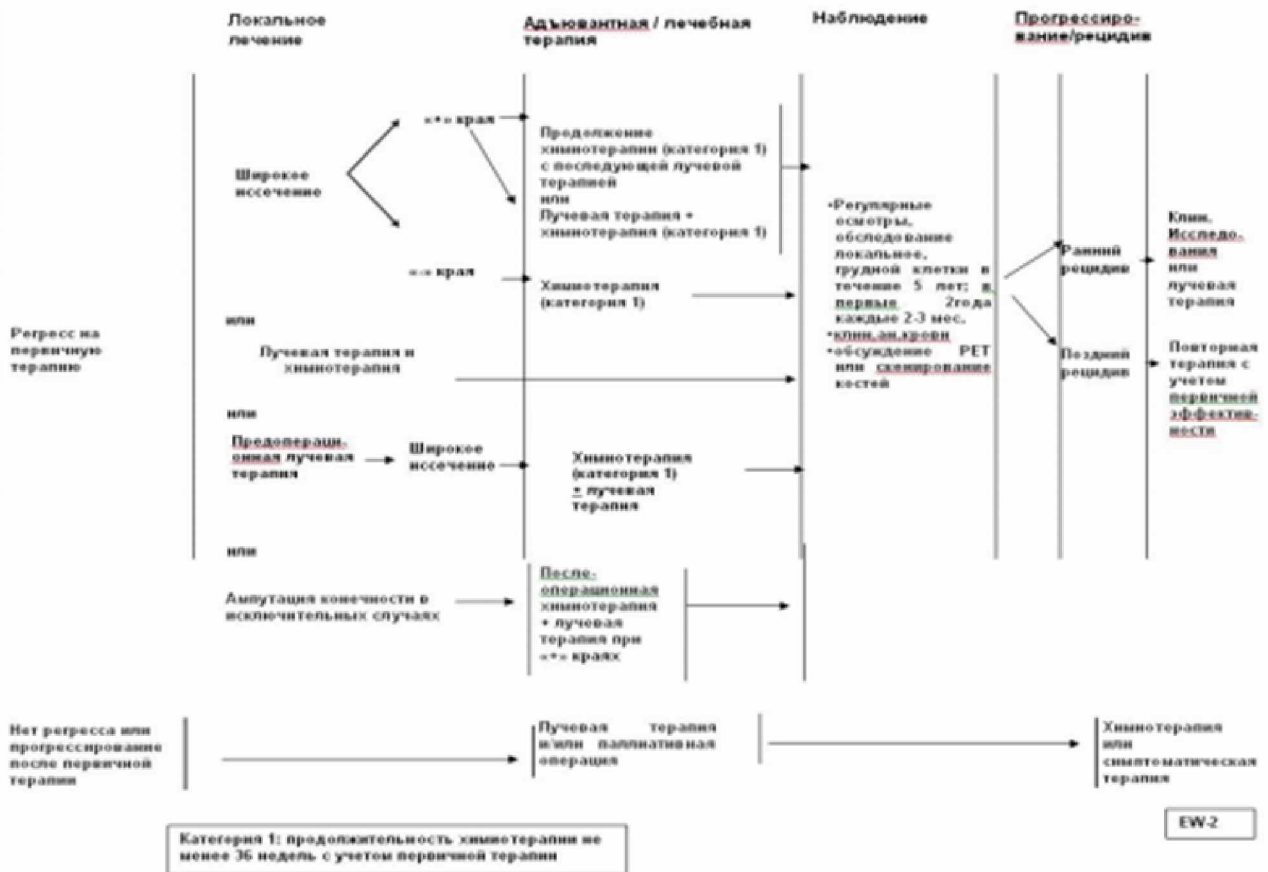 Локальное
лечение
Адъювантная / лечебная
терапия
Наблюдение
Прогрессиро-
вание/рецидив
Регресс на
первичную
терапию
Широкое
иссечение
«+» края
«-» края
Продолжение
химиотерапии (категория 1)
с последующей лучевой
терапией
или
Лучевая терапия +
химиотерапия (категория 1)
Химиотерапия
(категория 1)
или
Лучевая терапия и
химиотерапия
или
Предопераци-
онная лучевая
терапия
Широкое
иссечение
Химиотерапия
(категория 1)
± лучевая
терапия
или
Ампутация конечности в
исключительных случаях
После-
операционная
химиотерапия
+ лучевая
терапия при
«+» краях
•Регулярные
осмотры,
обследование
локальное,
грудной клетки в
течение 5 лет; в
первые 2года
каждые 2-3 мес.
•клин.ан.крови
•обсуждение РЕТ
или сканирование
костей
Ранний
рецидив
Клин.
Исследо-
вания
или
лучевая
терапия
Поздний
рецидив
Повторная
терапия с
учетом
первичной
эффектив-
ности
Нет регресса или
прогрессирование
после первичной
терапии
Лучевая терапия
и/или паллиативная
операция
Химиотерапия
или
симптоматическая
терапия
EW-2
Категория 1: продолжительность химиотерапии не
менее 36 недель с учетом первичной терапии